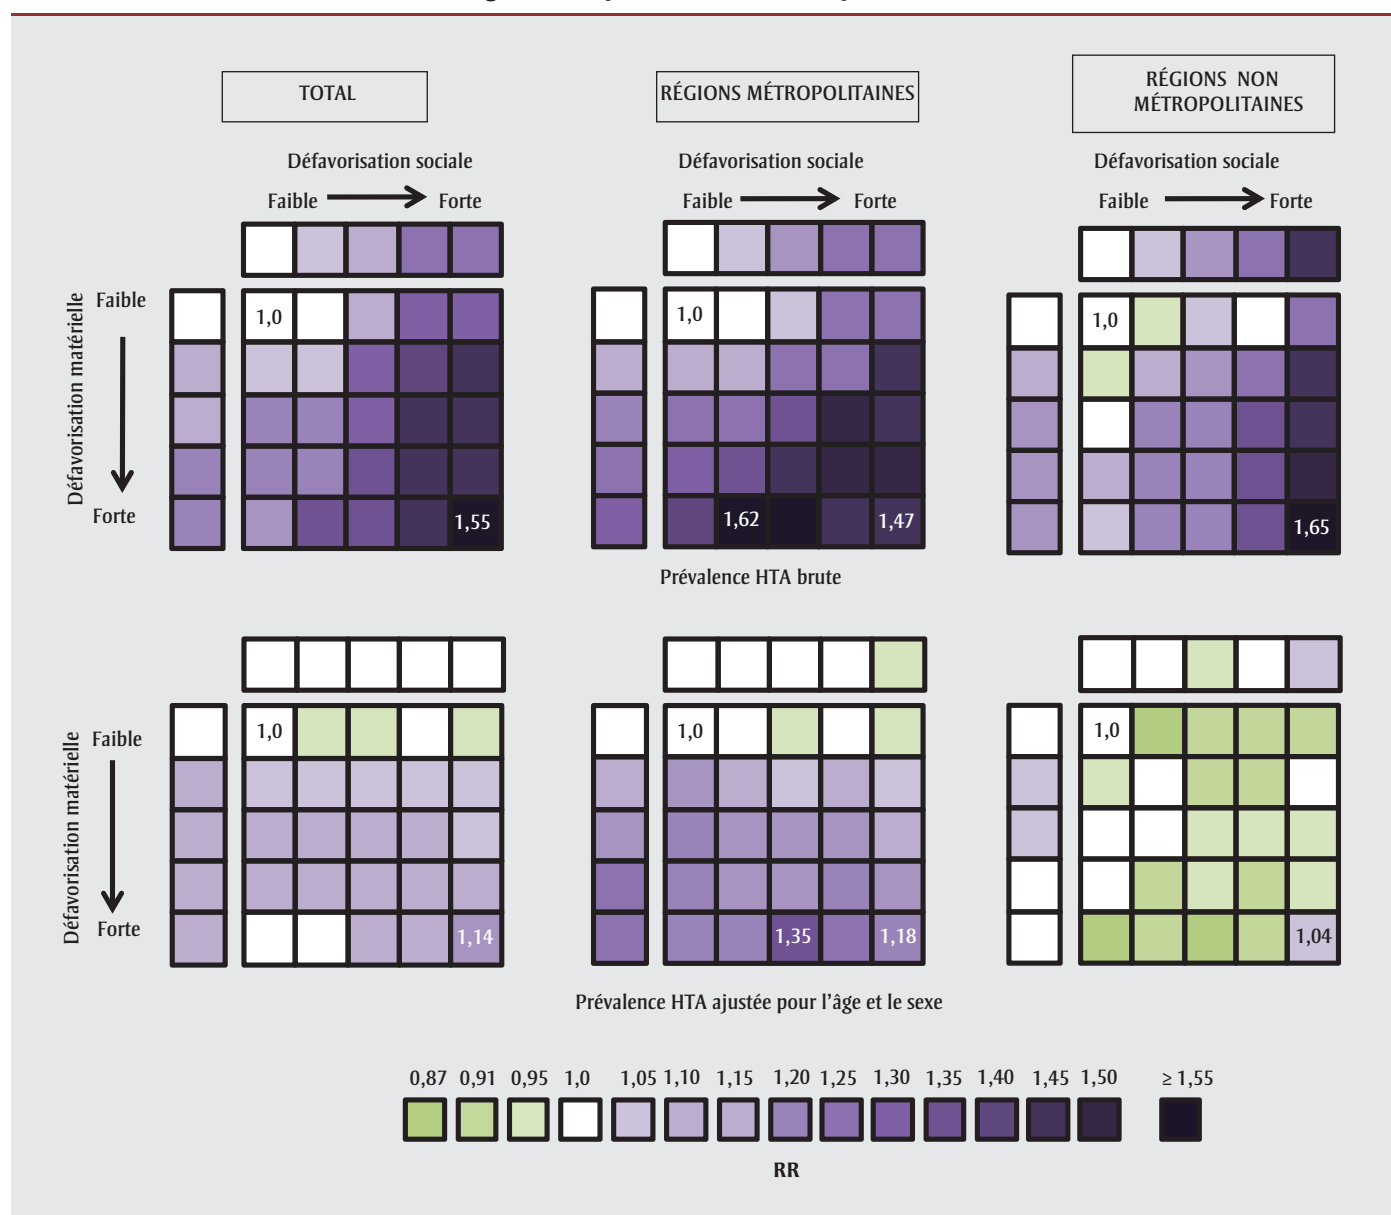 TOTAL
RÉGIONS MÉTROPOLITAINES
RÉGIONS NON
MÉTROPOLITAINES
Défavorisation sociale
Défavorisation sociale
Défavorisation sociale
Faible Forte
Faible Forte
Faible Forte
Défavorisation matérielle
Faible
Forte
1,0
1,55
1,0
1,62
1,47
1,0
1,65
Prévalence HTA brute
Défavorisation matérielle
Faible
Forte
1,0
1,14
1,0
1,35
1,18
1,0
1,04
Prévalence HTA ajustée pour l'âge et le sexe
0,87 0,91 0,95 1,0 1,05 1,10 1,15 1,20 1,25 1,30 1,35 1,40 1,45 1,50 ≥ 1,55
RR